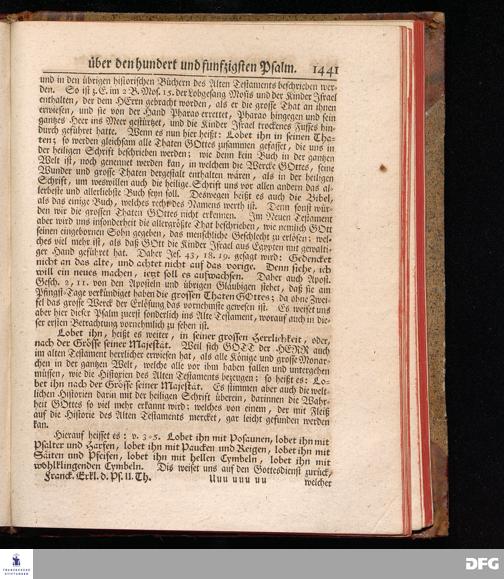 über den hundert und funfzigsten Psalm. 1441
und in den übrigen historischen Büchern des Alten Testaments beschrieben wer-
den. So ist z. E. im 2 B. Mos. 15. der Lobgesang Mosis und der Kinder Israel
enthalten, der dem HErrn gebracht worden, als er die grosse That an ihnen
erwiesen, und sie von der Hand Pharao errettet, Pharao hingegen und sein
gantzes Heer ins Meer gestürtzet, und die Kinder Israel trockenes Fusses hin-
durch geführet hatte. Wenn es nun hier heißt: Lobet ihn in seinen Tha-
ten; so werden gleichsam alle Thaten GOttes zusammen gefasset, die uns in
der heiligen Schrift beschrieben werden; wie denn kein Buch in der gantzen
Welt ist, noch genennet werden kan, in welchem die Wercke GOttes, seine
Wunder und grosse Thaten dergestalt enthalten wären, als in der heiligen
Schrift, um weswillen auch die heilige Schrift uns vor allen andern das al-
lerbeste und allerliebste Buch seyn soll. Deswegen heißt es auch die Bibel,
als das einige Buch, welches recht des Namens werth ist. Denn sonst wür-
den wir die grossen Thaten GOttes nicht erkennen. Im Neuen Testament
aber wird uns insonderheit die allergrößte That beschrieben, wie nemlich GOtt
seinen eingebornen Sohn gegeben, das menschliche Geschlecht zu erlösen; wel-
ches viel mehr ist, als daß GOtt die Kinder Israel aus Egypten mit gewalti-
ger Hand geführet hat. Daher Jes. 43, 18. 19. gesagt wird: Gedencket
nicht an das alte, und achtet nicht auf das vorige. Denn siehe, ich
will ein neues machen, ietzt soll es aufwachsen. Daher auch Apost.
Gesch. 2, 11. von den Aposteln und übrigen Gläubigen stehet, daß sie am
Pfingst-Tage verkündiget haben die grossen Thaten GOttes; da ohne Zwei-
fel das grosse Werck der Erlösung das vornehmste gewesen ist. Es weiset uns
aber hier dieser Psalm zuerst sonderlich ins Alte Testament, worauf auch in die-
ser ersten Betrachtung vornehmlich zu sehen ist.
Lobet ihn, heißt es weiter, in seiner grossen Herrlichkeit, oder,
nach der Grösse seiner Majestät. Weil sich GOTT der HERR auch
im alten Testament herrlicher erwiesen hat, als alle Könige und grosse Monar-
chen in der gantzen Welt, welche alle vor ihm haben fallen und untergehen
müssen, wie die Historien des Alten Testaments bezeugen; so heißt es: Lo-
bet ihn nach der Grösse seiner Majestät. Es stimmen aber auch die welt-
lichen Historien darin mit der heiligen Schrift überein, darinnen die Wahr-
heit GOttes so viel mehr erkannt wird: welches von einem, der mit Fleiß
auf die Historie des Alten Testaments mercket, gar leicht gefunden werden
kan.
Hierauf heisset es: v. 3-5. Lobet ihn mit Posaunen, lobet ihn mit
Psalter und Harfen, lobet ihn mit Paucken und Reigen, lobet ihn mit
Säiten und Pfeifen, lobet ihn mit hellen Cymbeln, lobet ihn mit
wohlklingenden Cymbeln. Dis weiset uns auf den Gottesdienst zurück,
Franck. Erkl. d. Ps. II. Th. Uuu uuu uu welcher
FRANCKESCHE STIFTUNGEN
DFG